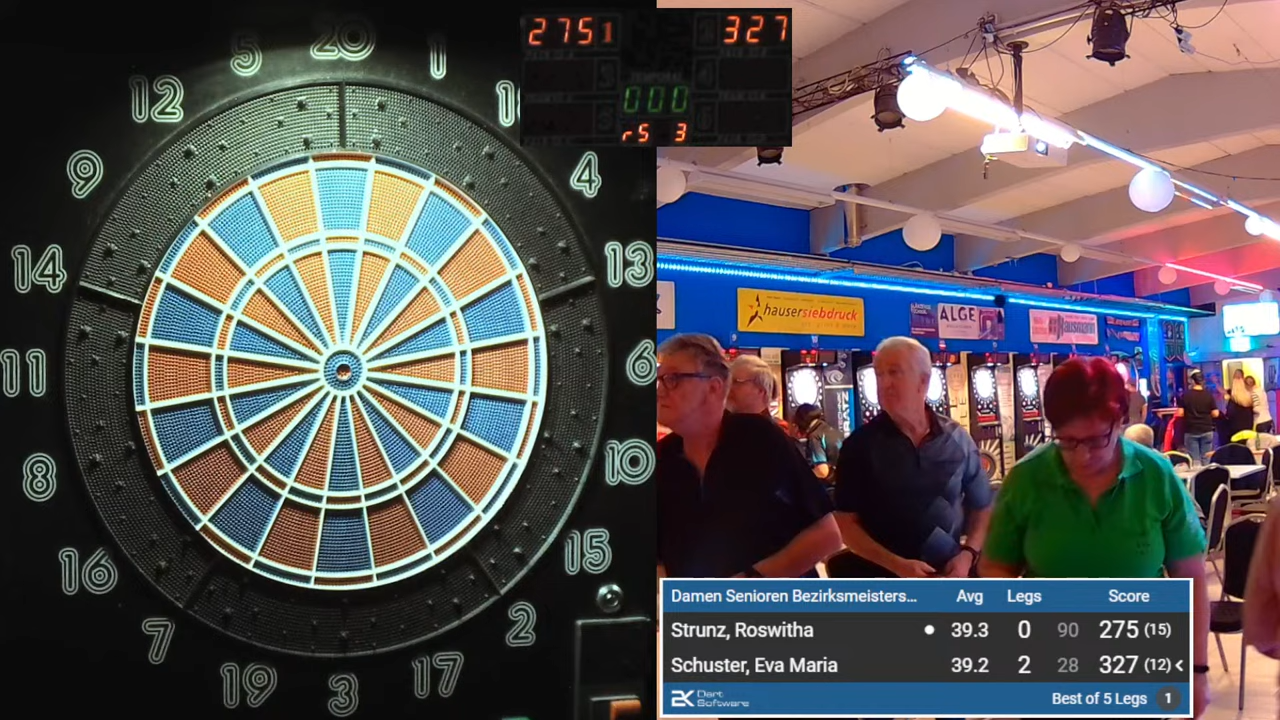 2751 327
000
r5 3
5 20 1
12
9 4
14 13
11 6
8 10
16 15
7 2
19 3 17
hausersiebdruck
ALGE
Damen Senioren Bezirksmeisters... Avg Legs Score
Strunz, Roswitha 39.3 0 90 275 (15)
Schuster, Eva Maria 39.2 2 28 327 (12)
2K Dart Software Best of 5 Legs 1